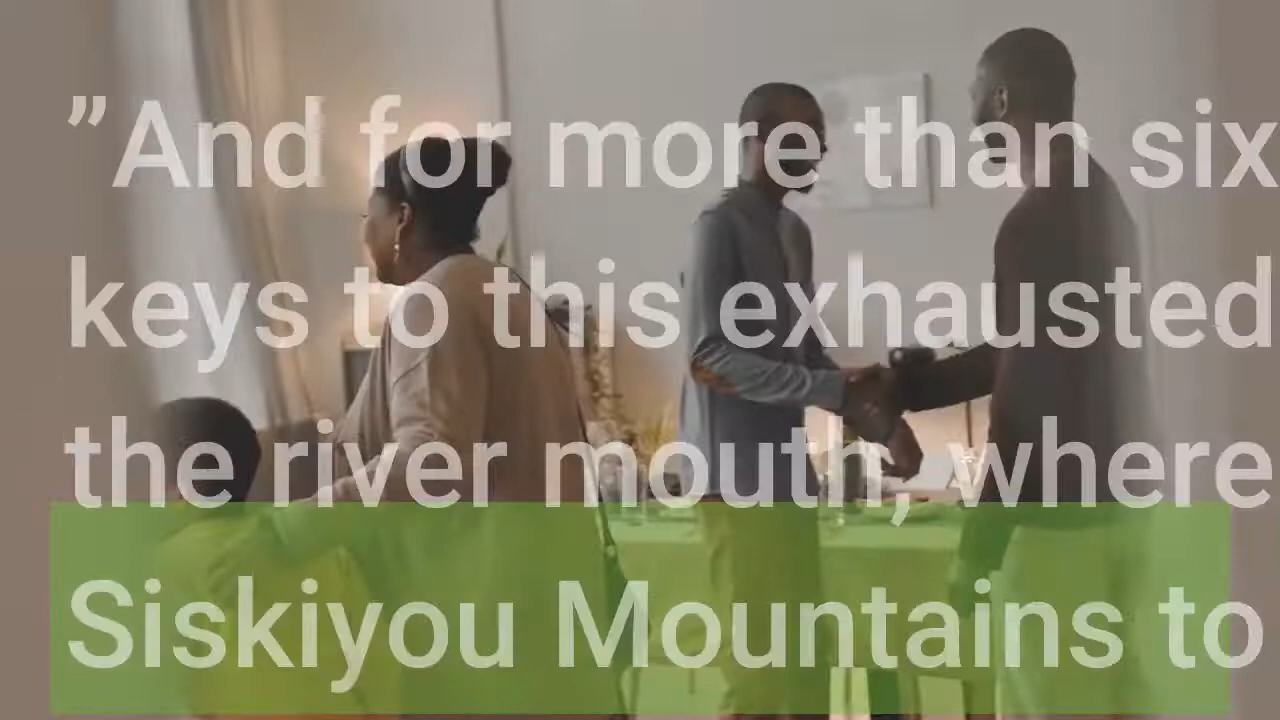 ”And for more than six
keys to this exhausted
the river mouth, where
Siskiyou Mountains to